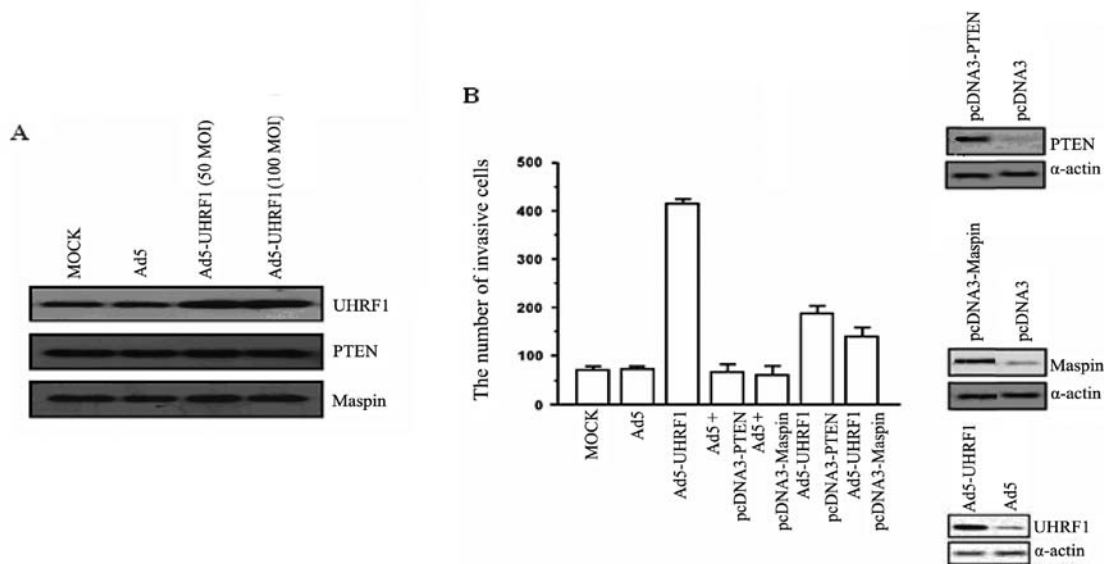 A
MOCK
Ad5
Ad5-UHRF1 (50 MOI)
Ad5-UHRF1 (100 MOI)
UHRF1
PTEN
Maspin
B
The number of invasive cells
500
400
300
200
100
0
MOCK
Ad5
Ad5-UHRF1
Ad5+
pcDNA3-PTEN
Ad5+
pcDNA3-Maspin
Ad5-UHRF1
pcDNA3-PTEN
Ad5-UHRF1
pcDNA3-Maspin
pcDNA3-PTEN
pcDNA3
PTEN
α-actin
pcDNA3-Maspin
pcDNA3
Maspin
α-actin
Ad5-UHRF1
Ad5
UHRF1
α-actin